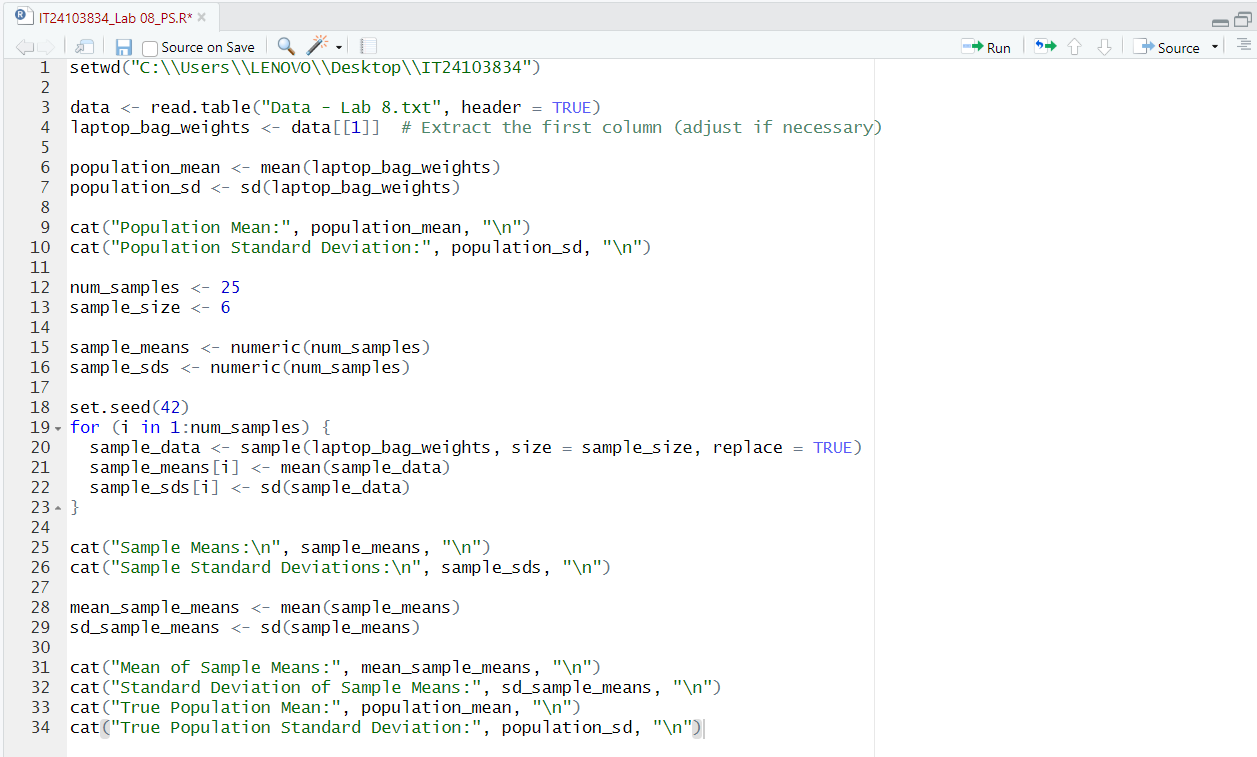 IT24103834_Lab 08_PS.R*
Source on Save Run Source
1 setwd("C:\\Users\\LENOVO\\Desktop\\IT24103834")
2
3 data <- read.table("Data - Lab 8.txt", header = TRUE)
4 laptop_bag_weights <- data[[1]]  # Extract the first column (adjust if necessary)
5
6 population_mean <- mean(laptop_bag_weights)
7 population_sd <- sd(laptop_bag_weights)
8
9 cat("Population Mean:", population_mean, "\n")
10 cat("Population Standard Deviation:", population_sd, "\n")
11
12 num_samples <- 25
13 sample_size <- 6
14
15 sample_means <- numeric(num_samples)
16 sample_sds <- numeric(num_samples)
17
18 set.seed(42)
19 for (i in 1:num_samples) {
20   sample_data <- sample(laptop_bag_weights, size = sample_size, replace = TRUE)
21   sample_means[i] <- mean(sample_data)
22   sample_sds[i] <- sd(sample_data)
23 }
24
25 cat("Sample Means:\n", sample_means, "\n")
26 cat("Sample Standard Deviations:\n", sample_sds, "\n")
27
28 mean_sample_means <- mean(sample_means)
29 sd_sample_means <- sd(sample_means)
30
31 cat("Mean of Sample Means:", mean_sample_means, "\n")
32 cat("Standard Deviation of Sample Means:", sd_sample_means, "\n")
33 cat("True Population Mean:", population_mean, "\n")
34 cat("True Population Standard Deviation:", population_sd, "\n")